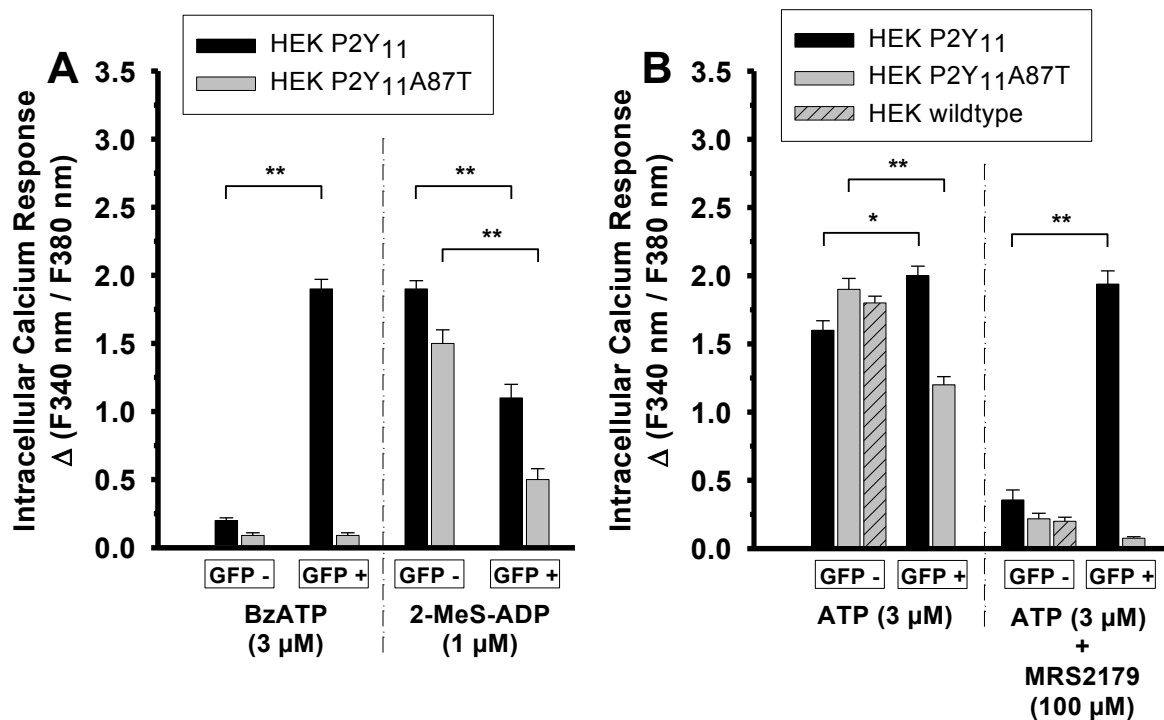 A
HEK P2Y11
HEK P2Y11A87T
Intracellular Calcium Response
Δ (F340 nm / F380 nm)
3.5
3.0
2.5
2.0
1.5
1.0
0.5
0.0
**
**
**
GFP -
GFP +
GFP -
GFP +
BzATP
(3 µM)
2-MeS-ADP
(1 µM)
B
HEK P2Y11
HEK P2Y11A87T
HEK wildtype
Intracellular Calcium Response
Δ (F340 nm / F380 nm)
3.5
3.0
2.5
2.0
1.5
1.0
0.5
0.0
**
*
**
GFP -
GFP +
GFP -
GFP +
ATP (3 µM)
ATP (3 µM)
+
MRS2179
(100 µM)